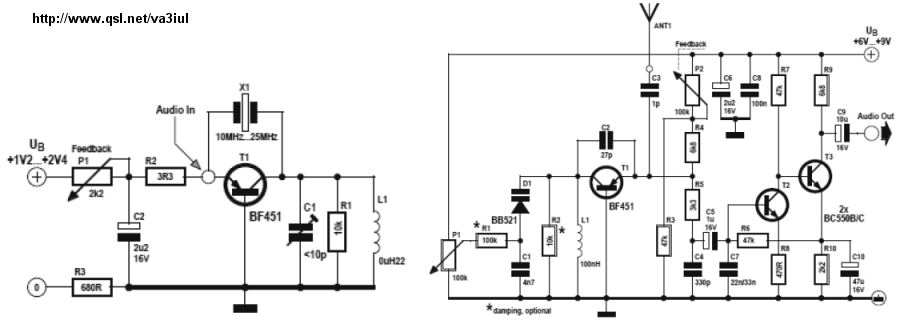 http://www.qsl.net/va3iul
X1
10MHz...25MHz
Audio In
UB
+1V2...+2V4
Feedback
P1
2k2
R2
3R3
T1
BF451
C2
2u2
16V
C1
<10p
R1
10k
L1
0uH22
R3
680R
0
ANT1
UB
+6V...+9V
Feedback
P2
100k
C3
1p
C6
2u2
16V
C8
100n
R7
47k
R9
6k8
C9
10u
16V
Audio Out
C2
27p
T1
BF451
R4
6k8
D1
BB521
R5
3k3
T3
T2
2x
BC550B/C
P1
100k
*
R1
100k
R2
10k
*
L1
100nH
R3
47k
C5
1u
16V
R6
47k
C1
4n7
C4
330p
C7
22n/33n
R8
470R
R10
2k2
C10
47u
16V
*damping, optional